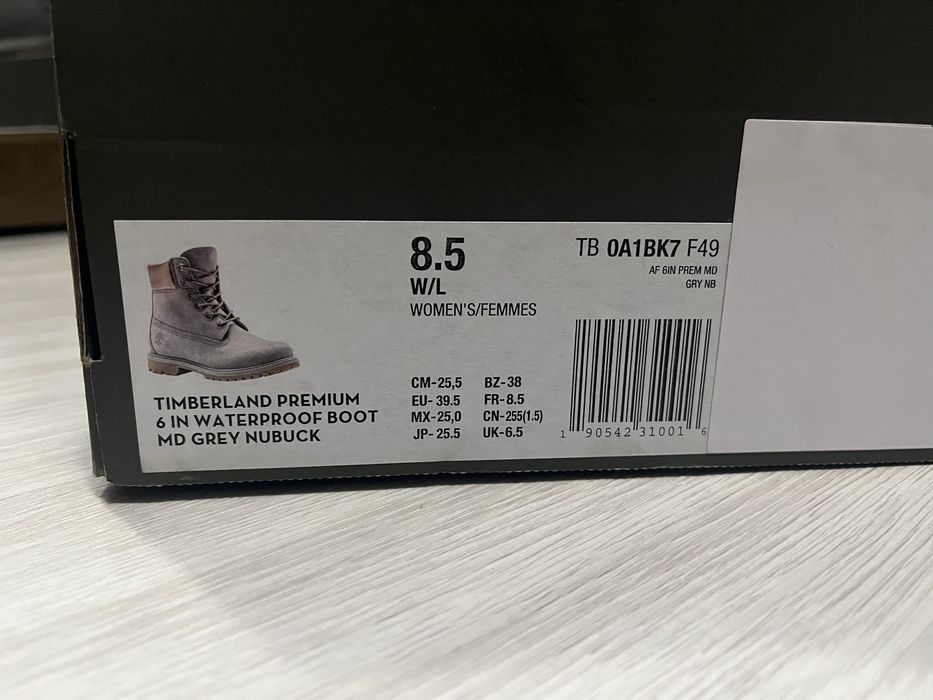 8.5
W/L
WOMEN'S/FEMMES
TB 0A1BK7 F49
AF 6IN PREM MD
GRY NB
TIMBERLAND PREMIUM
6 IN WATERPROOF BOOT
MD GREY NUBUCK
CM-25,5 BZ-38
EU-39.5 FR-8.5
MX-25,0 CN-255(1.5)
JP-25.5 UK-6.5
1 90542 31001 6